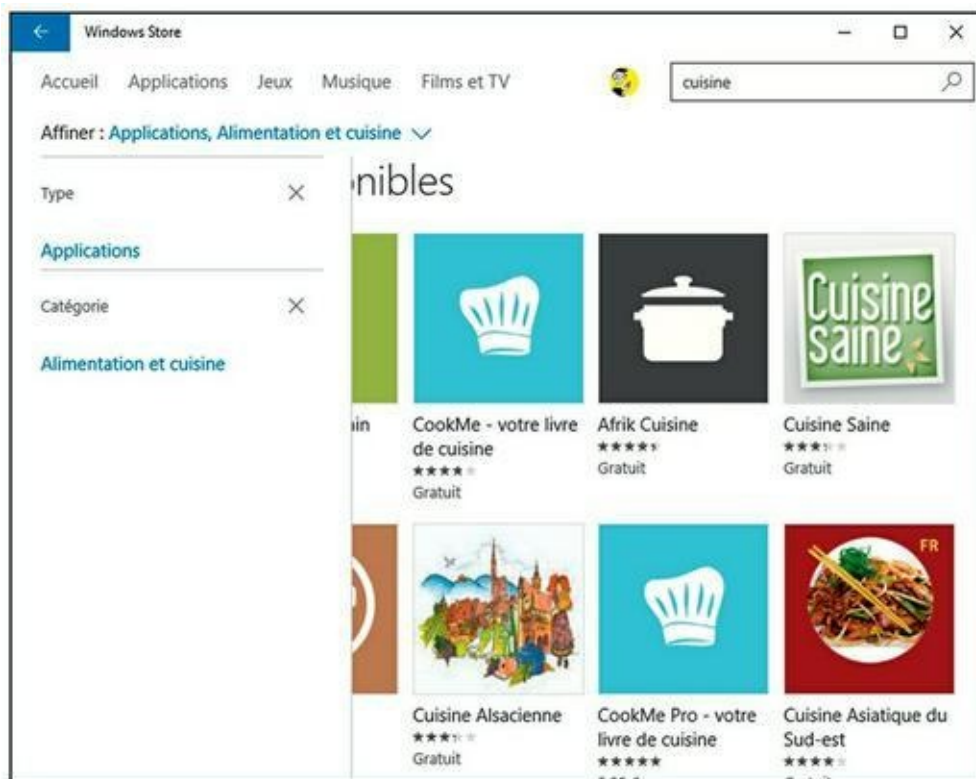 Windows Store
Accueil Applications Jeux Musique Films et TV
cuisine
Affiner : Applications, Alimentation et cuisine
Type
Applications
Catégorie
Alimentation et cuisine
nibles
Cuisine
saine
in
CookMe - votre livre
de cuisine
Gratuit
Afrik Cuisine
Gratuit
Cuisine Saine
Gratuit
FR
Cuisine Alsacienne
Gratuit
CookMe Pro - votre
livre de cuisine
Cuisine Asiatique du
Sud-est